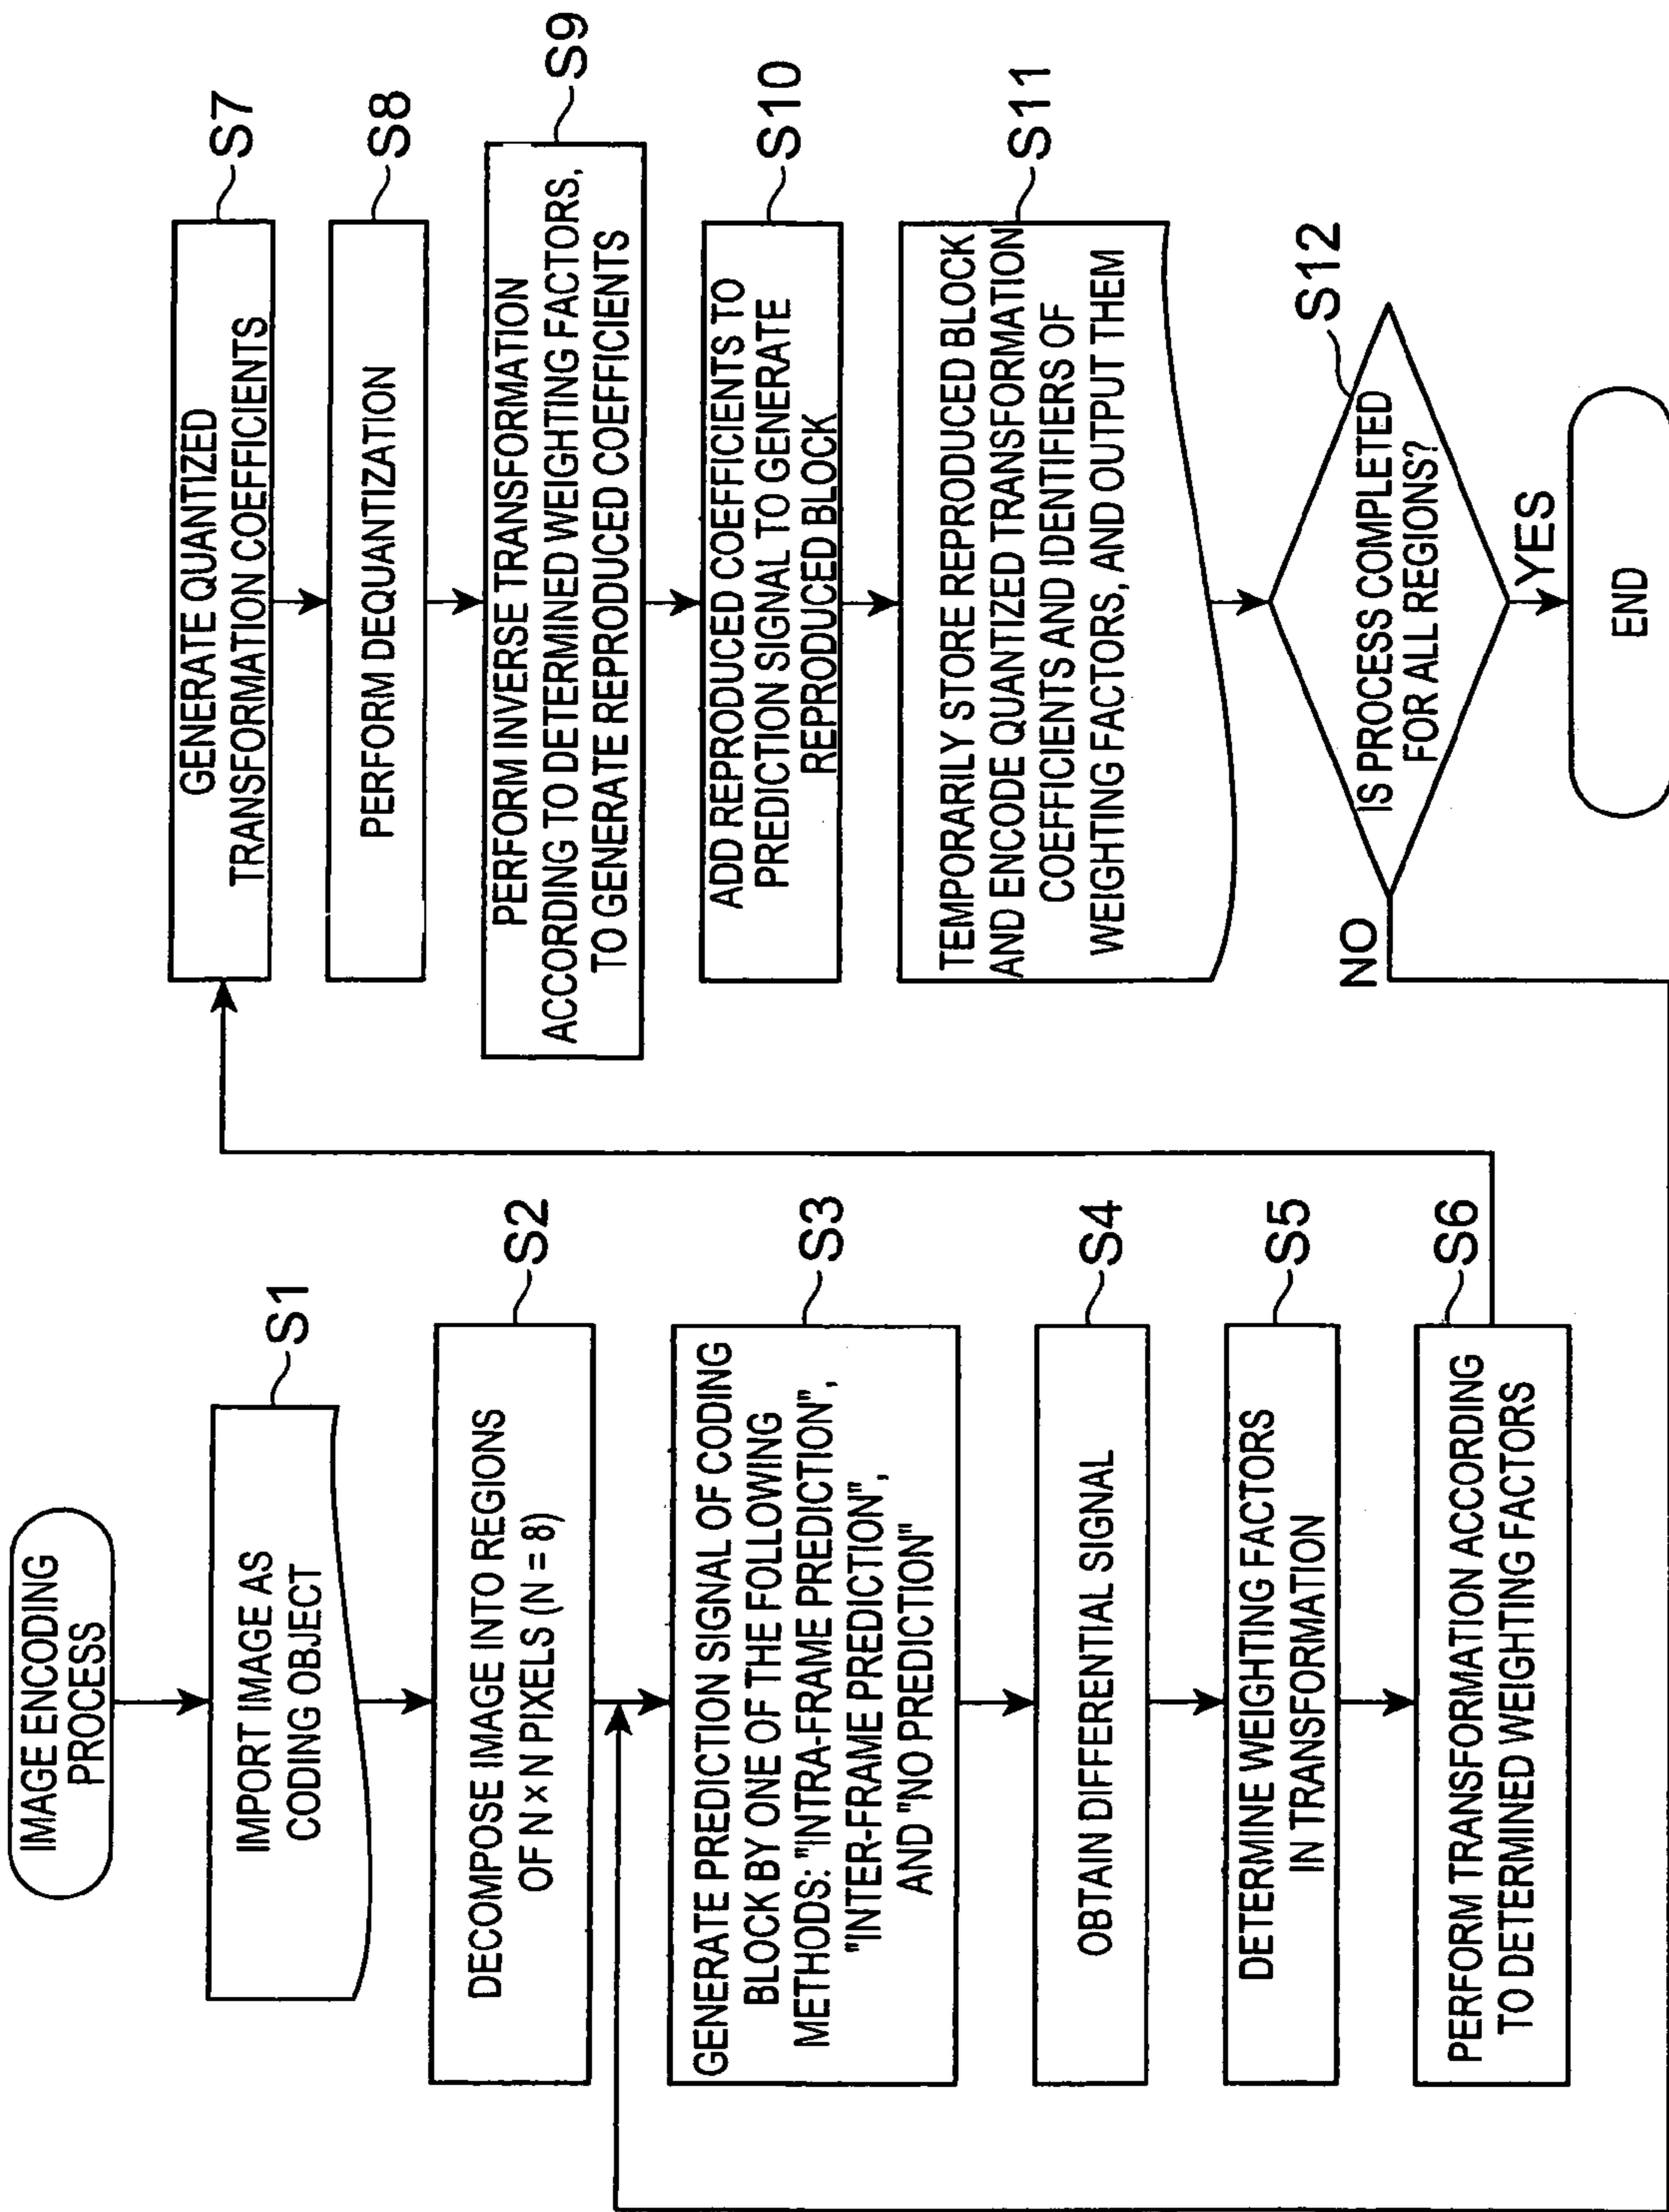 IMAGE ENCODING
PROCESS
IMPORT IMAGE AS
CODING OBJECT
S1
DECOMPOSE IMAGE INTO REGIONS
OF N × N PIXELS (N = 8)
S2
GENERATE PREDICTION SIGNAL OF CODING
BLOCK BY ONE OF THE FOLLOWING
METHODS: "INTRA-FRAME PREDICTION",
"INTER-FRAME PREDICTION",
AND "NO PREDICTION"
S3
OBTAIN DIFFERENTIAL SIGNAL
S4
DETERMINE WEIGHTING FACTORS
IN TRANSFORMATION
S5
PERFORM TRANSFORMATION ACCORDING
TO DETERMINED WEIGHTING FACTORS
S6
GENERATE QUANTIZED
TRANSFORMATION COEFFICIENTS
S7
PERFORM DEQUANTIZATION
S8
PERFORM INVERSE TRANSFORMATION
ACCORDING TO DETERMINED WEIGHTING FACTORS,
TO GENERATE REPRODUCED COEFFICIENTS
S9
ADD REPRODUCED COEFFICIENTS TO
PREDICTION SIGNAL TO GENERATE
REPRODUCED BLOCK
S10
TEMPORARILY STORE REPRODUCED BLOCK
AND ENCODE QUANTIZED TRANSFORMATION
COEFFICIENTS AND IDENTIFIERS OF
WEIGHTING FACTORS, AND OUTPUT THEM
S11
IS PROCESS COMPLETED
FOR ALL REGIONS?
S12
NO
YES
END